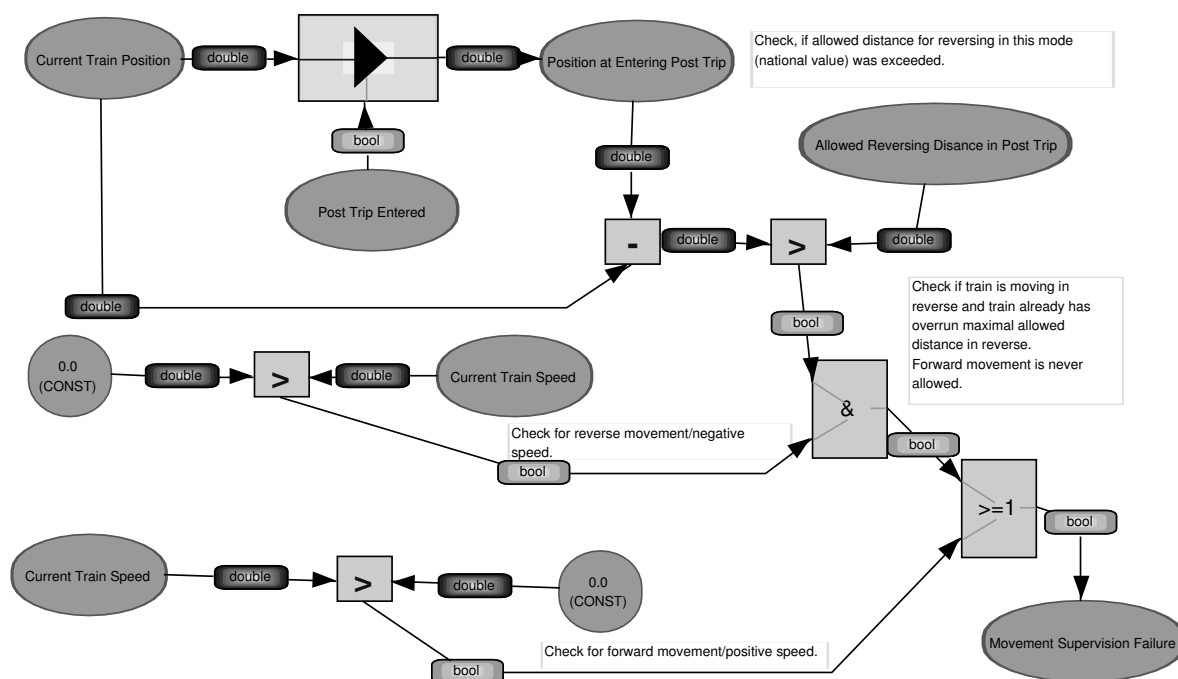 Current Train Position
double
double
Position at Entering Post Trip
Check, if allowed distance for reversing in this mode
(national value) was exceeded.
bool
double
Allowed Reversing Disance in Post Trip
Post Trip Entered
-
double
>
double
double
Check if train is moving in
reverse and train already has
overrun maximal allowed
distance in reverse.
Forward movement is never
allowed.
bool
0.0
(CONST)
double
>
double
Current Train Speed
&
Check for reverse movement/negative
speed.
bool
bool
>=1
bool
Current Train Speed
double
>
double
0.0
(CONST)
Check for forward movement/positive speed.
bool
Movement Supervision Failure